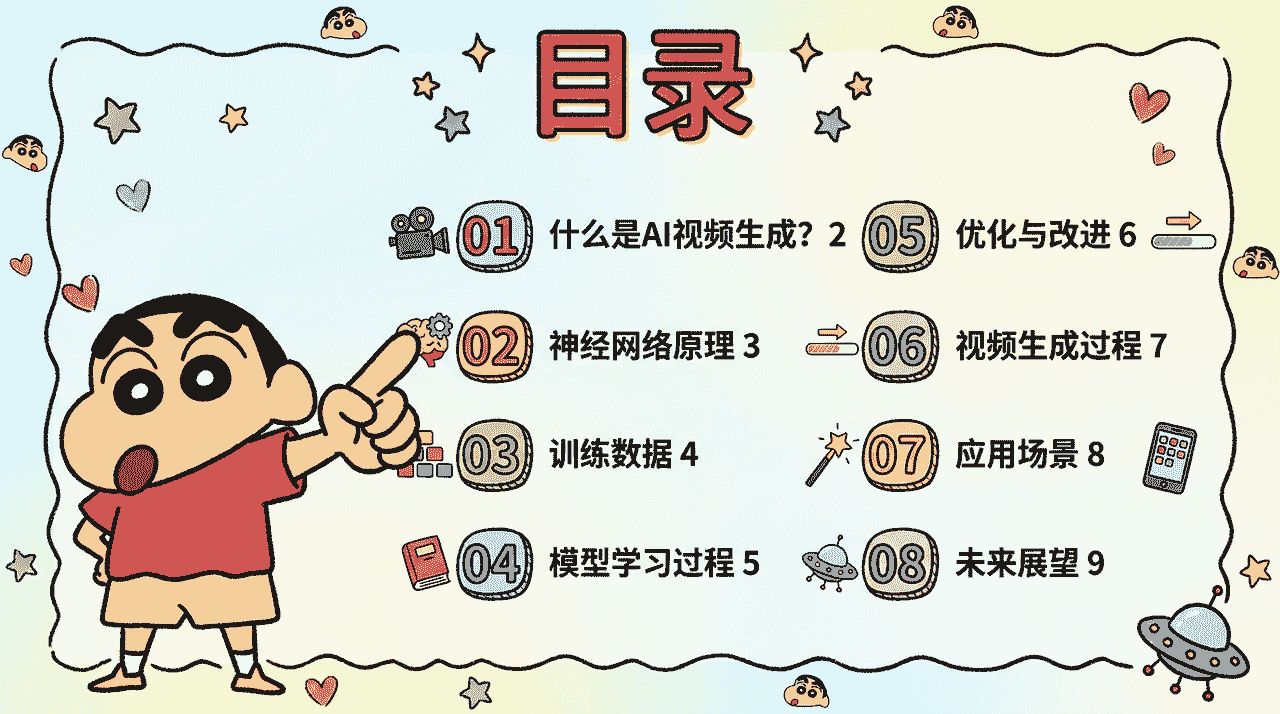 目录
01 什么是AI视频生成？2
02 神经网络原理 3
03 训练数据 4
04 模型学习过程 5
05 优化与改进 6
06 视频生成过程 7
07 应用场景 8
08 未来展望 9